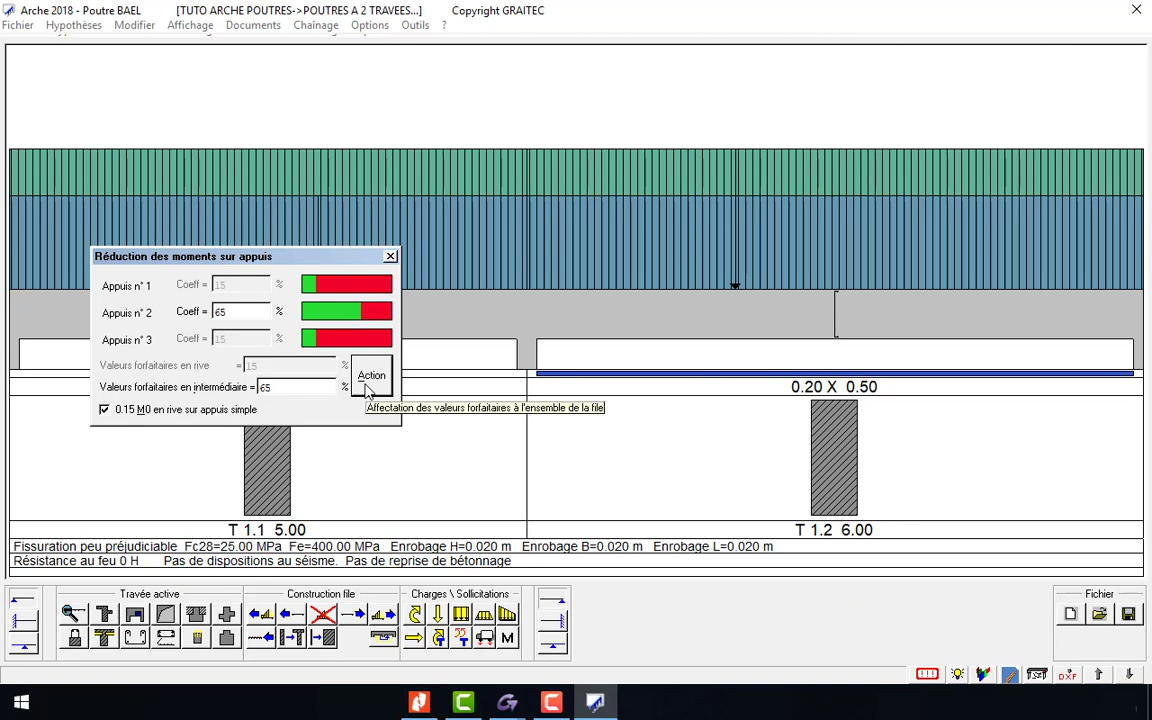 Arche 2018 - Poutre BAEL [TUTO ARCHE POUTRES->POUTRES A 2 TRAVEES...] Copyright GRAITEC
Fichier Hypothèses Modifier Affichage Documents Chaînage Options Outils ?
Réduction des moments sur appuis
Appuis n° 1 Coeff = 15 %
Appuis n° 2 Coeff = 65 %
Appuis n° 3 Coeff = 15 %
Valeurs forfaitaires en rive = 15 %
Action
Valeurs forfaitaires en intermédiaire = 65 %
0.15 M0 en rive sur appui simple
Affectation des valeurs forfaitaires à l'ensemble de la file
0.20 X 0.50
T 1.1 5.00
T 1.2 6.00
Fissuration peu préjudiciable Fc28=25.00 MPa Fe=400.00 MPa Enrobage H=0.020 m Enrobage B=0.020 m Enrobage L=0.020 m
Résistance au feu 0 H Pas de dispositions au séisme. Pas de reprise de bétonnage
Travée active
Construction file
Charges \ Sollicitations
Fichier
M
DXF